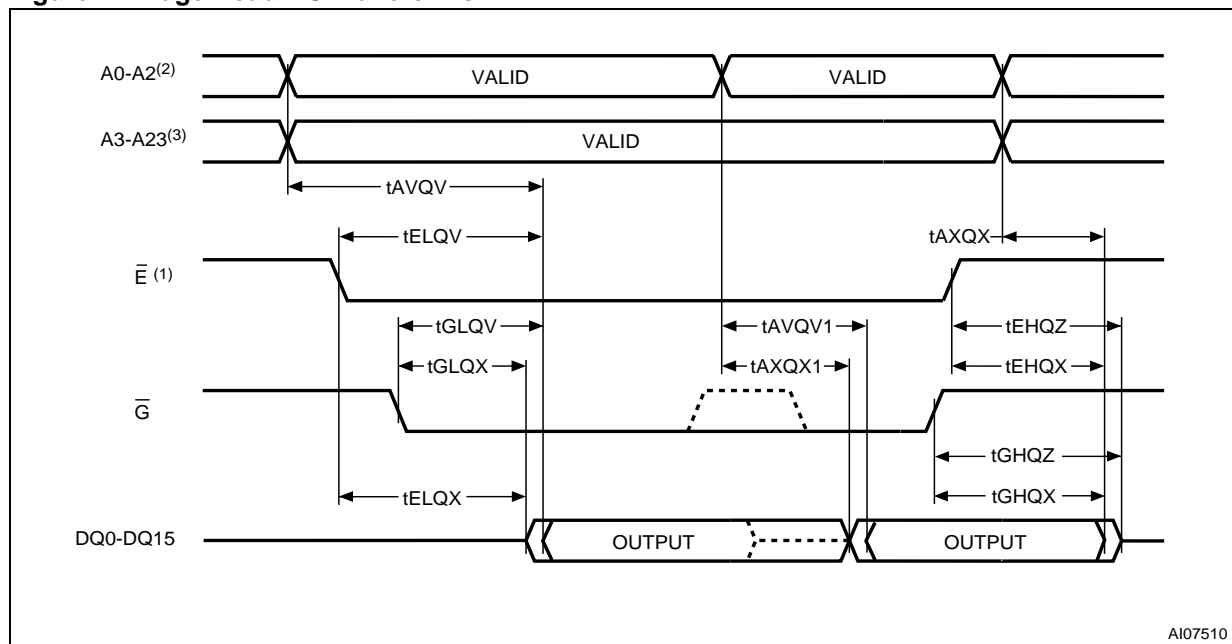 A0-A2(2)
VALID
VALID
A3-A23(3)
VALID
tAVQV
tELQV
tAXQX
E̅ (1)
tGLQV
tAVQV1
tEHQZ
tGLQX
tAXQX1
tEHQX
G̅
tGHQZ
tELQX
tGHQX
DQ0-DQ15
OUTPUT
OUTPUT
AI07510